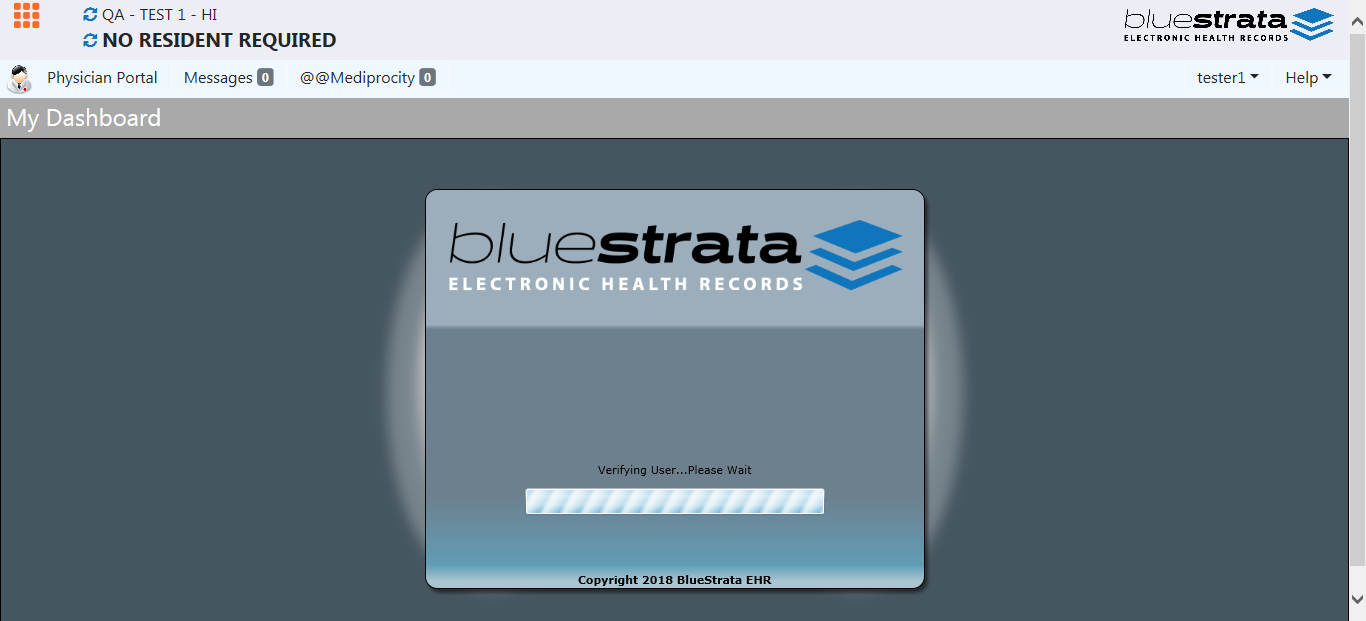 QA - TEST 1 - HI
NO RESIDENT REQUIRED
bluestrata
ELECTRONIC HEALTH RECORDS
Physician Portal Messages 0 @@Mediprocity 0 tester1 Help
My Dashboard
bluestrata
ELECTRONIC HEALTH RECORDS
Verifying User...Please Wait
Copyright 2018 BlueStrata EHR